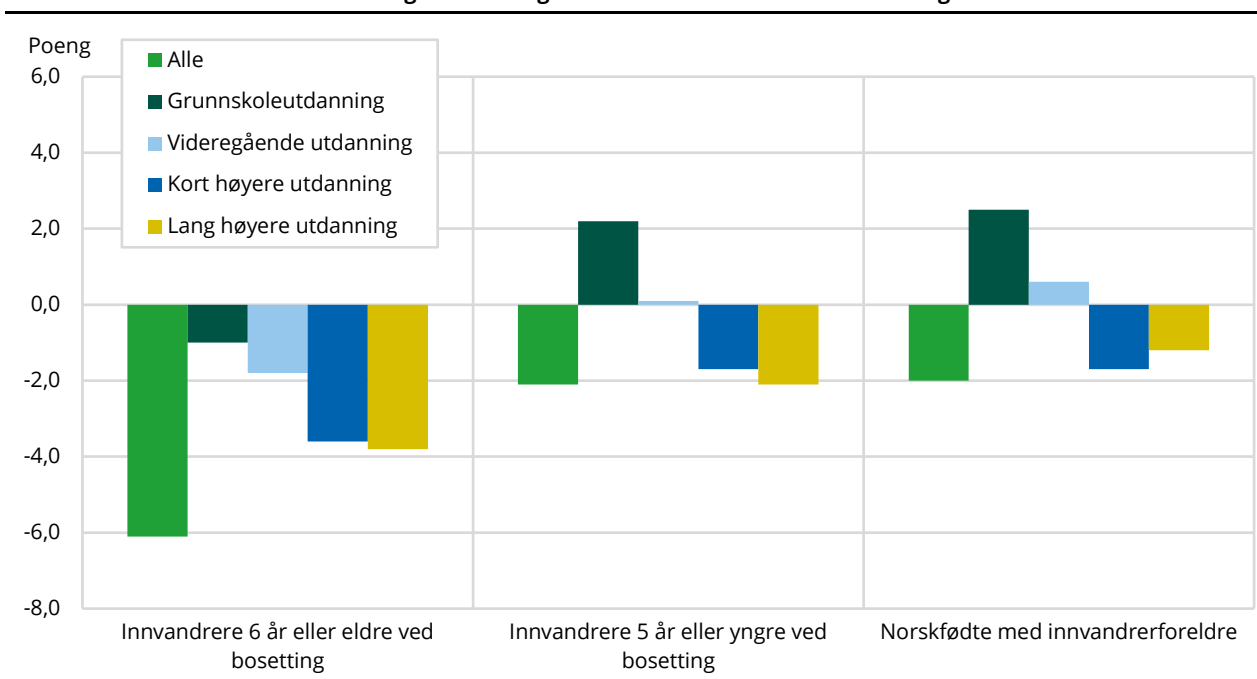 Poeng
Alle
Grunnskoleutdanning
Videregående utdanning
Kort høyere utdanning
Lang høyere utdanning
6,0
4,0
2,0
0,0
-2,0
-4,0
-6,0
-8,0
Innvandrere 6 år eller eldre ved
bosetting
Innvandrere 5 år eller yngre ved
bosetting
Norskfødte med innvandrerforeldre